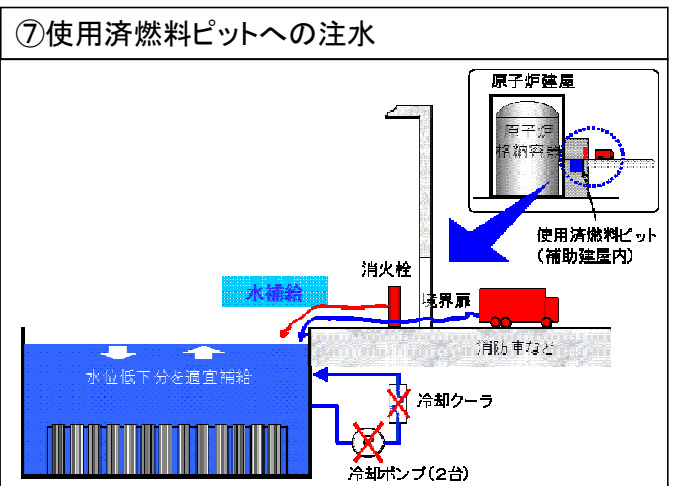 ⑦使用済燃料ピットへの注水
原子炉建屋
原子炉
格納容器
使用済燃料ピット
(補助建屋内)
消火栓
水補給
境界扉
消防車など
水位低下分を適宜補給
冷却クーラ
冷却ポンプ(2台)